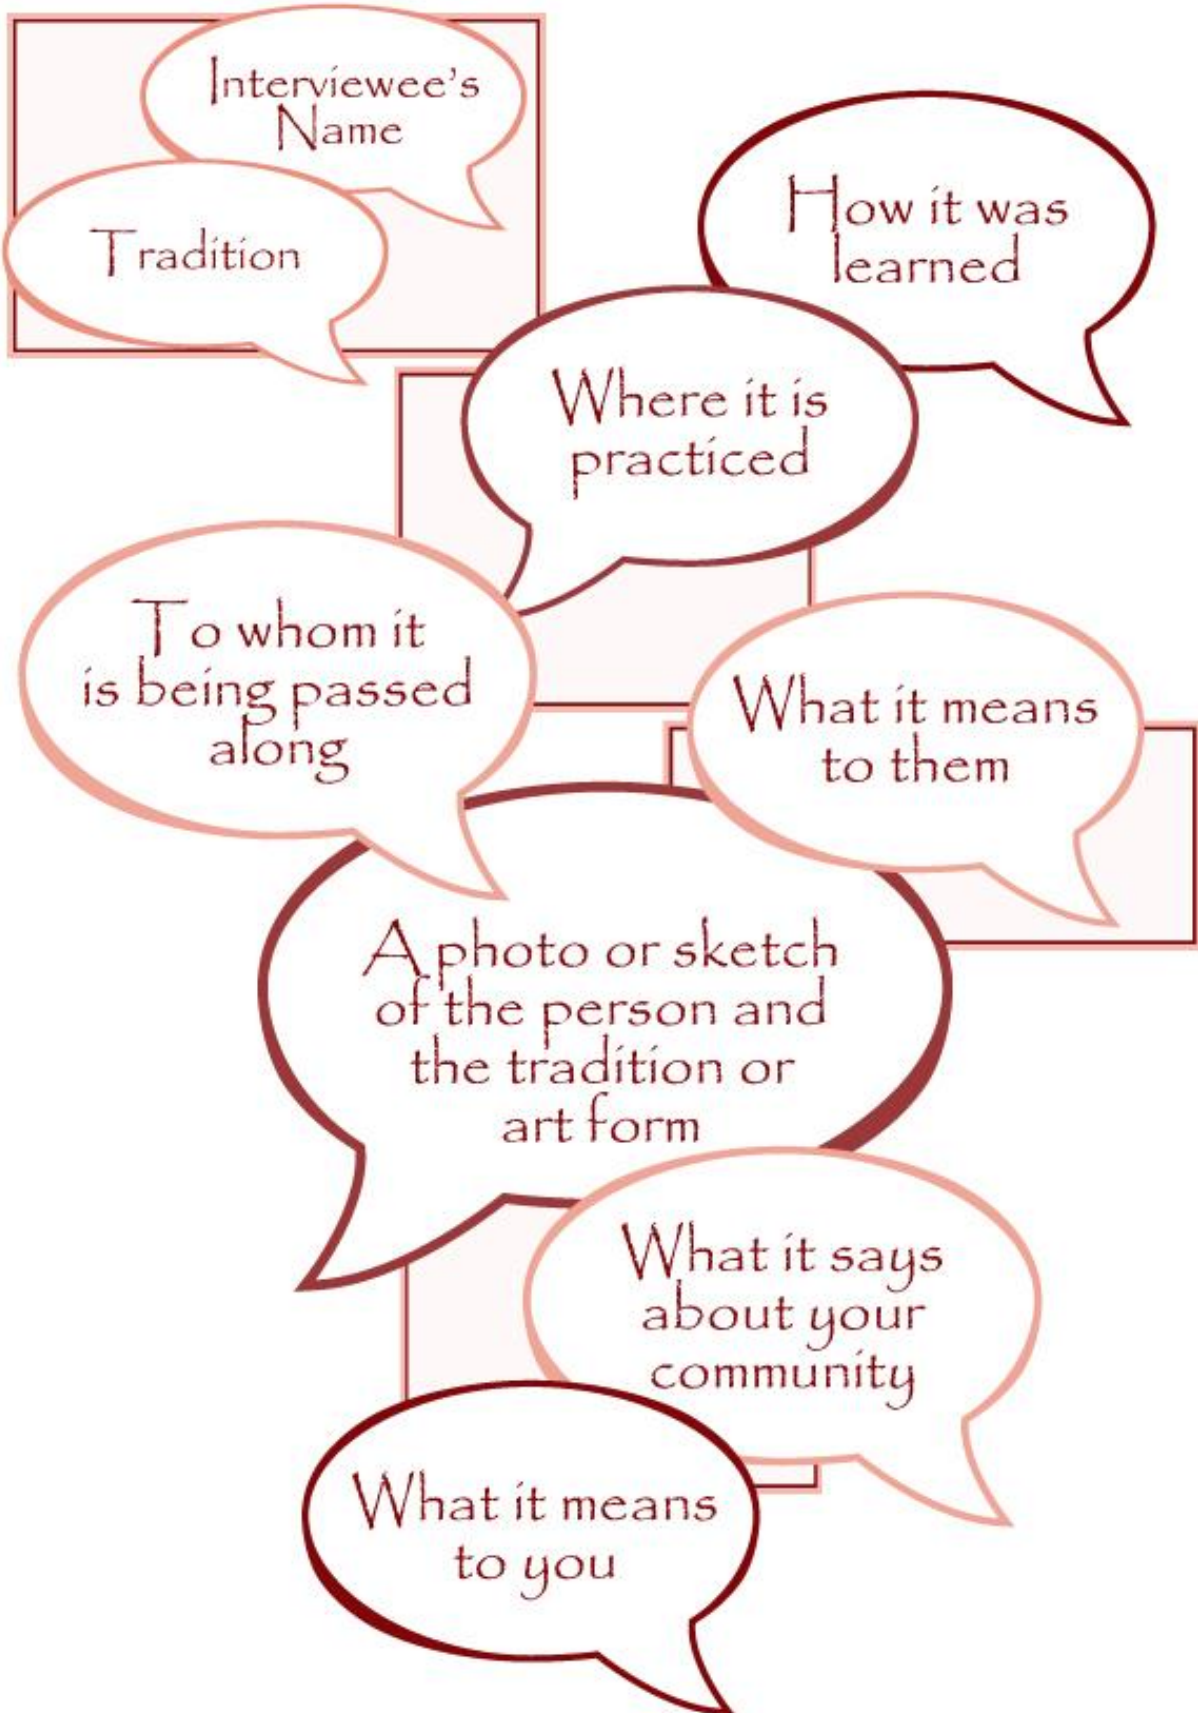 Interviewee's
Name
Tradition
How it was
learned
Where it is
practiced
To whom it
is being passed
along
What it means
to them
A photo or sketch
of the person and
the tradition or
art form
What it says
about your
community
What it means
to you